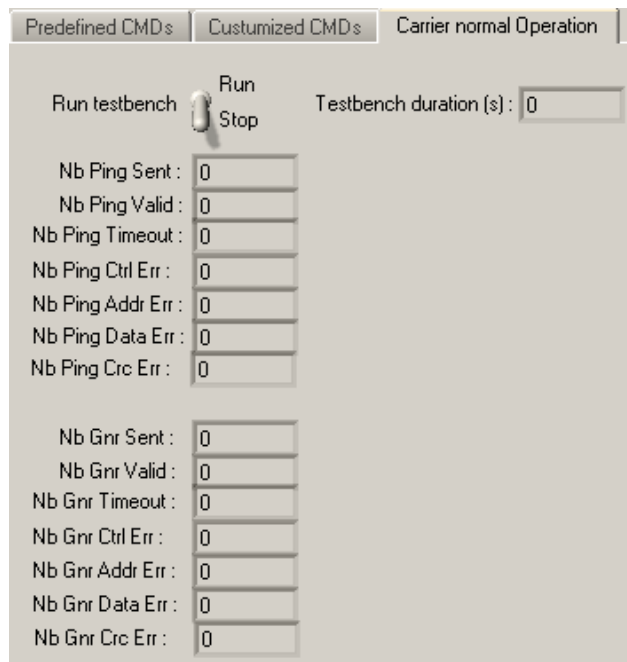 Predefined CMDs Custumized CMDs Carrier normal Operation
Run
Run testbench Testbench duration (s) : 0
Stop
Nb Ping Sent : 0
Nb Ping Valid : 0
Nb Ping Timeout : 0
Nb Ping Ctrl Err : 0
Nb Ping Addr Err : 0
Nb Ping Data Err : 0
Nb Ping Crc Err : 0
Nb Gnr Sent : 0
Nb Gnr Valid : 0
Nb Gnr Timeout : 0
Nb Gnr Ctrl Err : 0
Nb Gnr Addr Err : 0
Nb Gnr Data Err : 0
Nb Gnr Crc Err : 0